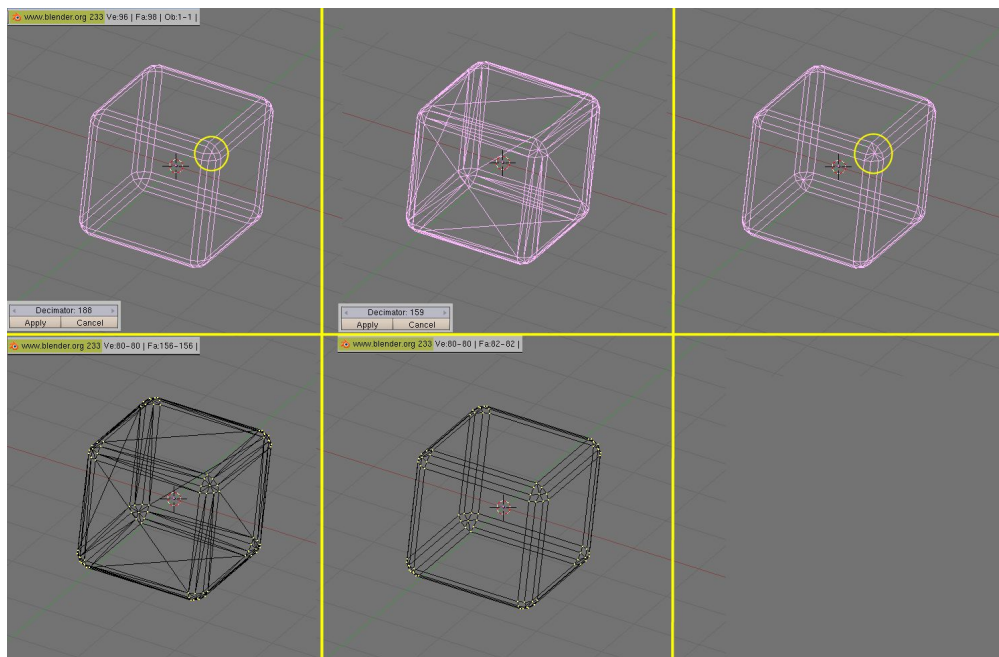 www.blender.org 233 Ve:96 | Fa:98 | Ob:1-1 |
Decimator: 188
Apply Cancel
Decimator: 159
Apply Cancel
www.blender.org 233 Ve:80-80 | Fa:156-156 |
www.blender.org 233 Ve:80-80 | Fa:82-82 |